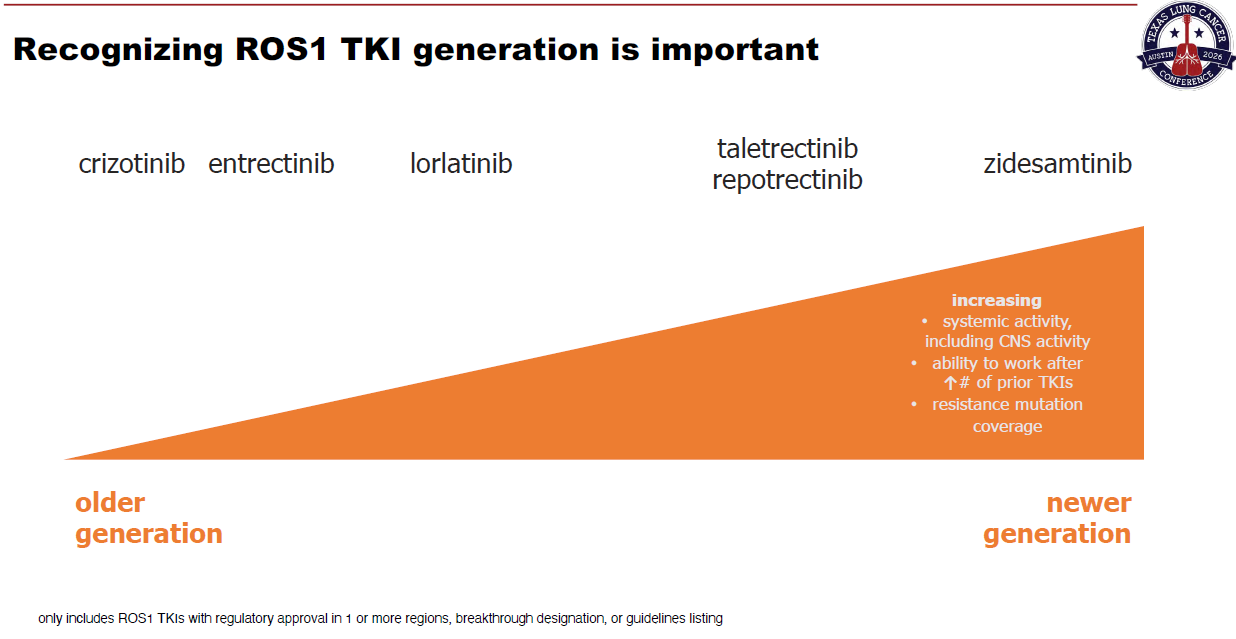 Recognizing ROS1 TKI generation is important
TEXAS LUNG CANCER
AUSTIN 2026
CONFERENCE
crizotinib
entrectinib
lorlatinib
taletrectinib
repotrectinib
zidesamtinib
increasing
• systemic activity,
including CNS activity
• ability to work after
↑# of prior TKIs
• resistance mutation
coverage
older
generation
newer
generation
only includes ROS1 TKIs with regulatory approval in 1 or more regions, breakthrough designation, or guidelines listing